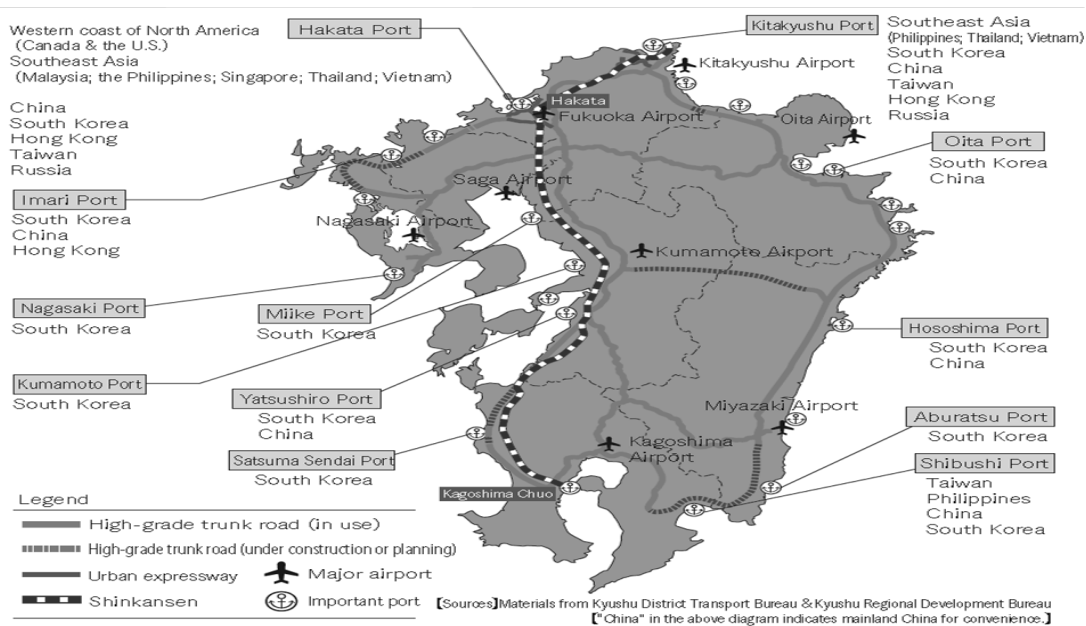 Western coast of North America
(Canada & the U.S.)
Southeast Asia
(Malaysia; the Philippines; Singapore; Thailand; Vietnam)
China
South Korea
Hong Kong
Taiwan
Russia
Hakata Port
Kitakyushu Port
Southeast Asia
(Philippines; Thailand; Vietnam)
South Korea
China
Taiwan
Hong Kong
Russia
Kitakyushu Airport
Hakata
Fukuoka Airport
Oita Airport
Oita Port
South Korea
China
Imari Port
South Korea
China
Hong Kong
Saga Airport
Nagasaki Airport
Kumamoto Airport
Nagasaki Port
South Korea
Miike Port
South Korea
Hososhima Port
South Korea
China
Kumamoto Port
South Korea
Yatsushiro Port
South Korea
China
Miyazaki Airport
Aburatsu Port
South Korea
Satsuma Sendai Port
South Korea
Kagoshima
Airport
Shibushi Port
Taiwan
Philippines
China
South Korea
Kagoshima Chuo
Legend
High-grade trunk road (in use)
High-grade trunk road (under construction or planning)
Urban expressway
Major airport
Shinkansen
Important port
[Sources]Materials from Kyushu District Transport Bureau & Kyushu Regional Development Bureau
["China" in the above diagram indicates mainland China for convenience.]